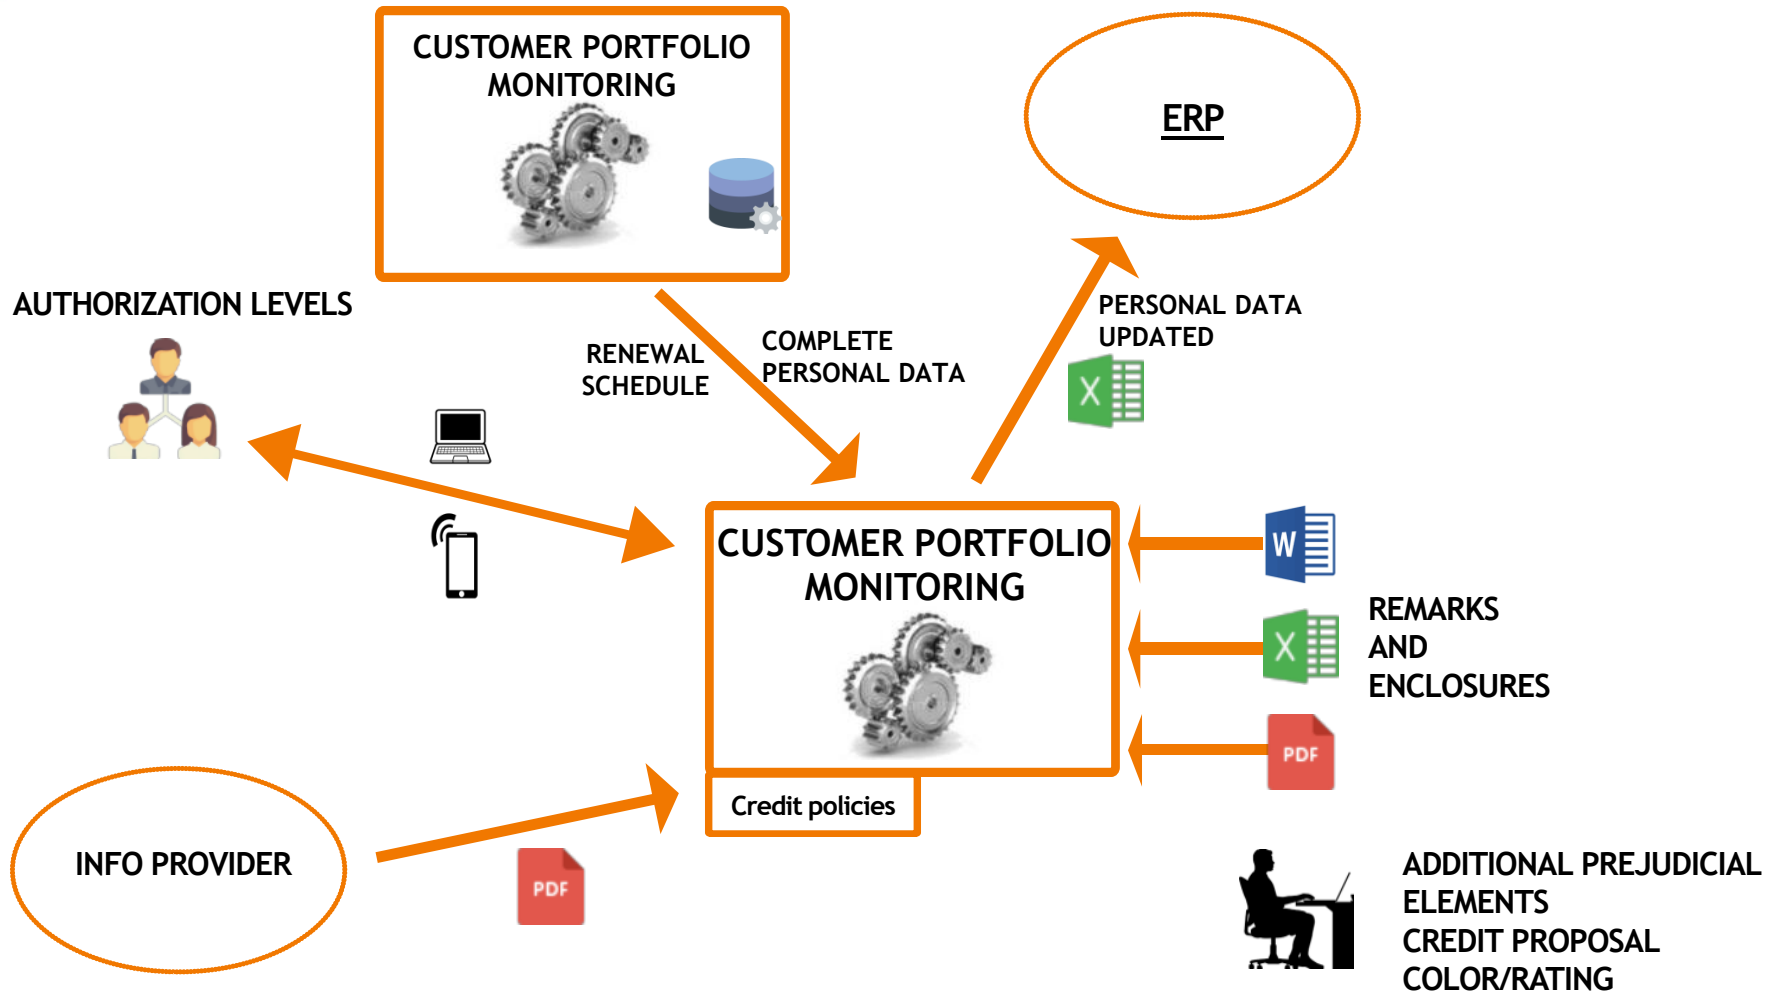 CUSTOMER PORTFOLIO
MONITORING
ERP
AUTHORIZATION LEVELS
RENEWAL
SCHEDULE
COMPLETE
PERSONAL DATA
PERSONAL DATA
UPDATED
X
CUSTOMER PORTFOLIO
MONITORING
W
X
PDF
REMARKS
AND
ENCLOSURES
Credit policies
INFO PROVIDER
PDF
ADDITIONAL PREJUDICIAL
ELEMENTS
CREDIT PROPOSAL
COLOR/RATING